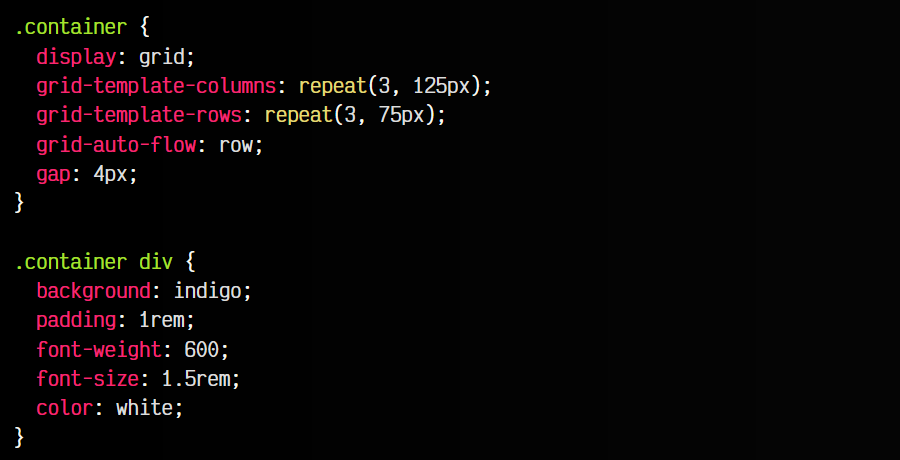 .container {
  display: grid;
  grid-template-columns: repeat(3, 125px);
  grid-template-rows: repeat(3, 75px);
  grid-auto-flow: row;
  gap: 4px;
}

.container div {
  background: indigo;
  padding: 1rem;
  font-weight: 600;
  font-size: 1.5rem;
  color: white;
}